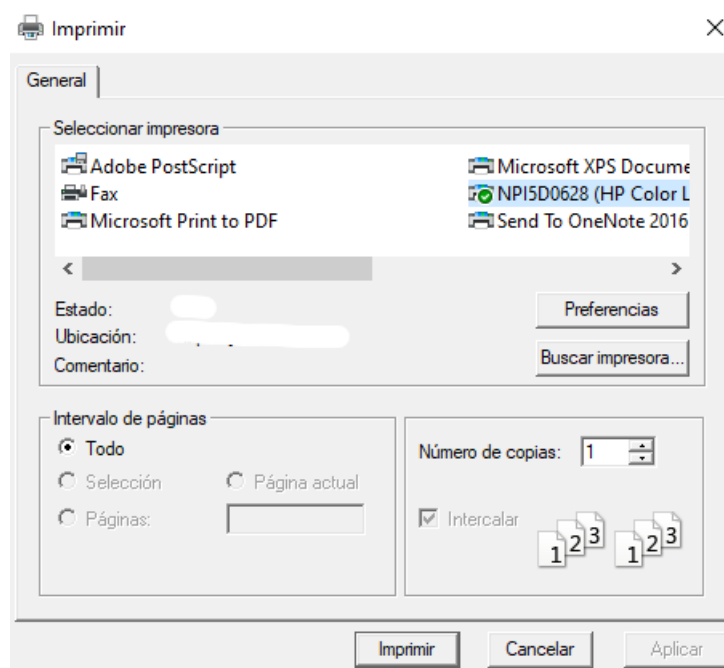 Imprimir
General
Seleccionar impresora
Adobe PostScript
Fax
Microsoft Print to PDF
Microsoft XPS Docume
NPI5D0628 (HP Color L
Send To OneNote 2016
Estado:
Ubicación:
Comentario:
Preferencias
Buscar impresora...
Intervalo de páginas
Todo
Selección
Página actual
Páginas:
Número de copias: 1
Intercalar
1 2 3 1 2 3
Imprimir
Cancelar
Aplicar